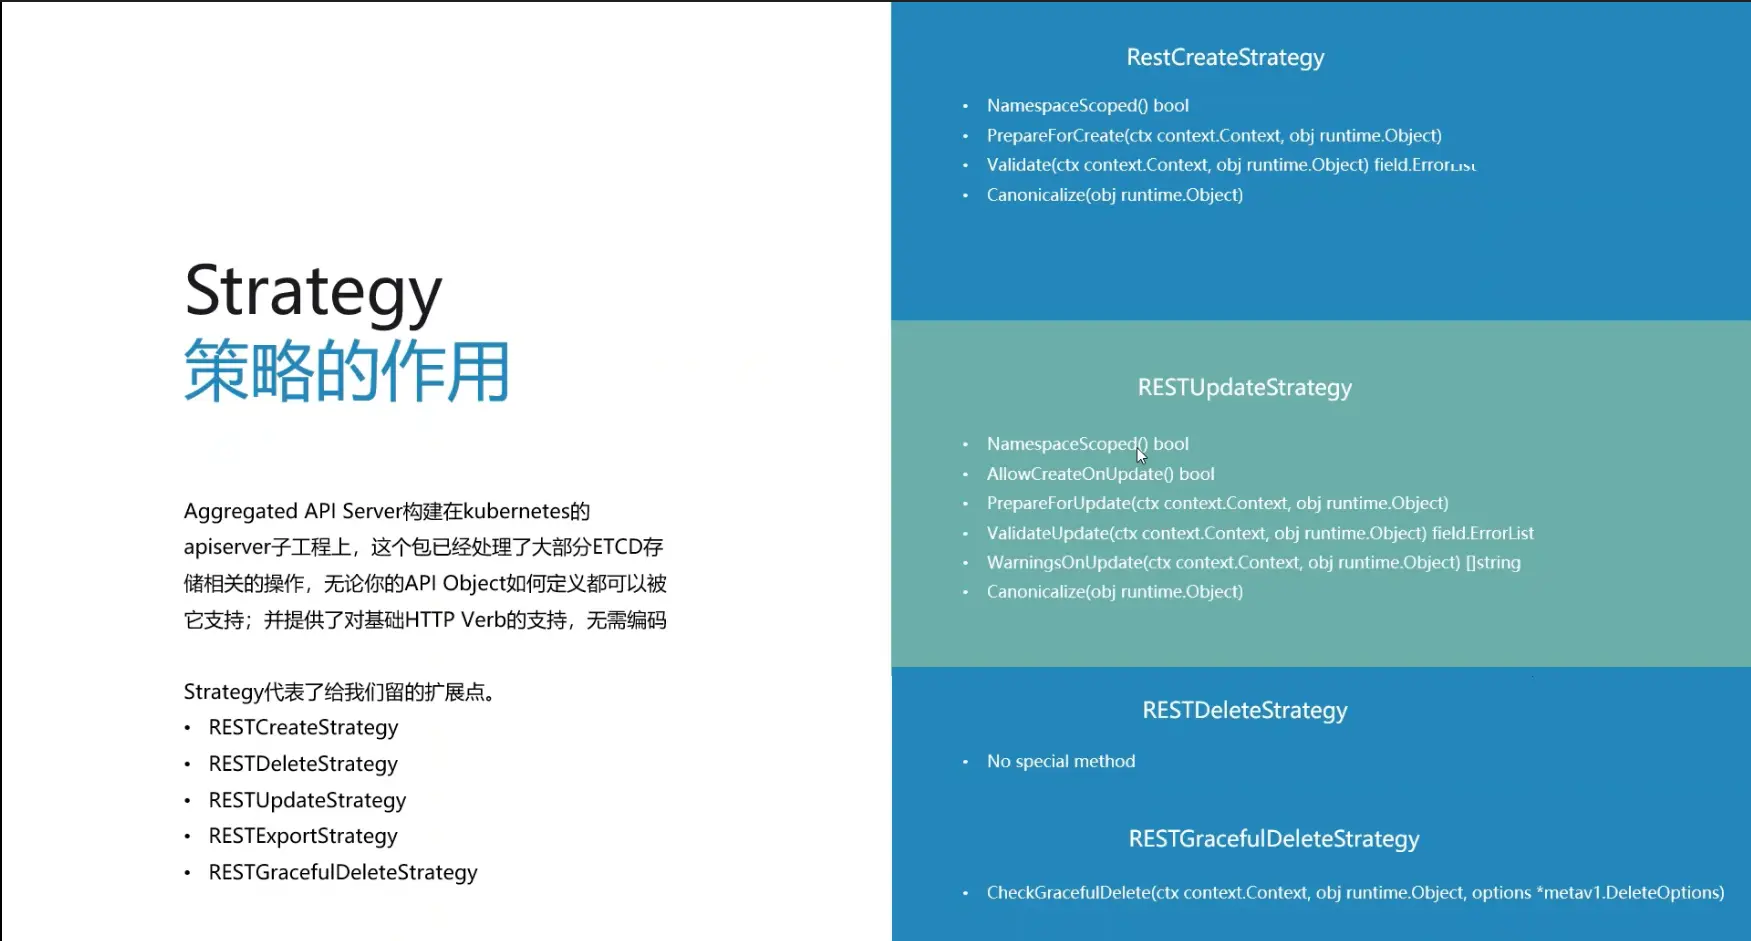 Strategy
策略的作用
Aggregated API Server构建在kubernetes的
apiserver子工程上，这个包已经处理了大部分ETCD存
储相关的操作，无论你的API Object如何定义都可以被
它支持；并提供了对基础HTTP Verb的支持，无需编码
Strategy代表了给我们留的扩展点。
• RESTCreateStrategy
• RESTDeleteStrategy
• RESTUpdateStrategy
• RESTExportStrategy
• RESTGracefulDeleteStrategy
RestCreateStrategy
• NamespaceScoped() bool
• PrepareForCreate(ctx context.Context, obj runtime.Object)
• Validate(ctx context.Context, obj runtime.Object) field.ErrorList
• Canonicalize(obj runtime.Object)
RESTUpdateStrategy
• NamespaceScoped() bool
• AllowCreateOnUpdate() bool
• PrepareForUpdate(ctx context.Context, obj runtime.Object)
• ValidateUpdate(ctx context.Context, obj runtime.Object) field.ErrorList
• WarningsOnUpdate(ctx context.Context, obj runtime.Object) []string
• Canonicalize(obj runtime.Object)
RESTDeleteStrategy
• No special method
RESTGracefulDeleteStrategy
• CheckGracefulDelete(ctx context.Context, obj runtime.Object, options *metav1.DeleteOptions)